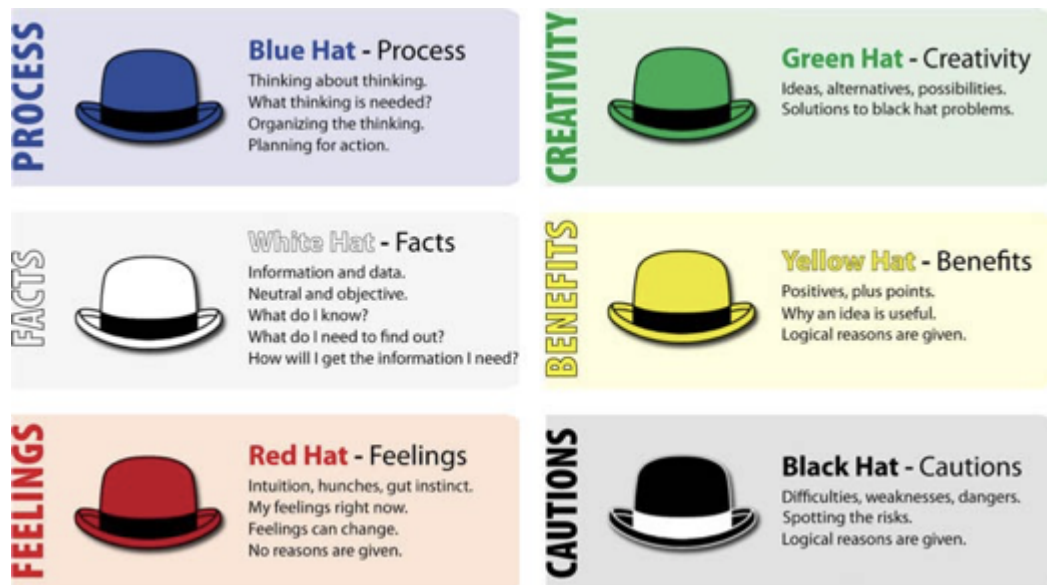 PROCESS
Blue Hat - Process
Thinking about thinking.
What thinking is needed?
Organizing the thinking.
Planning for action.
CREATIVITY
Green Hat - Creativity
Ideas, alternatives, possibilities.
Solutions to black hat problems.
FACTS
White Hat - Facts
Information and data.
Neutral and objective.
What do I know?
What do I need to find out?
How will I get the information I need?
BENEFITS
Yellow Hat - Benefits
Positives, plus points.
Why an idea is useful.
Logical reasons are given.
FEELINGS
Red Hat - Feelings
Intuition, hunches, gut instinct.
My feelings right now.
Feelings can change.
No reasons are given.
CAUTIONS
Black Hat - Cautions
Difficulties, weaknesses, dangers.
Spotting the risks.
Logical reasons are given.